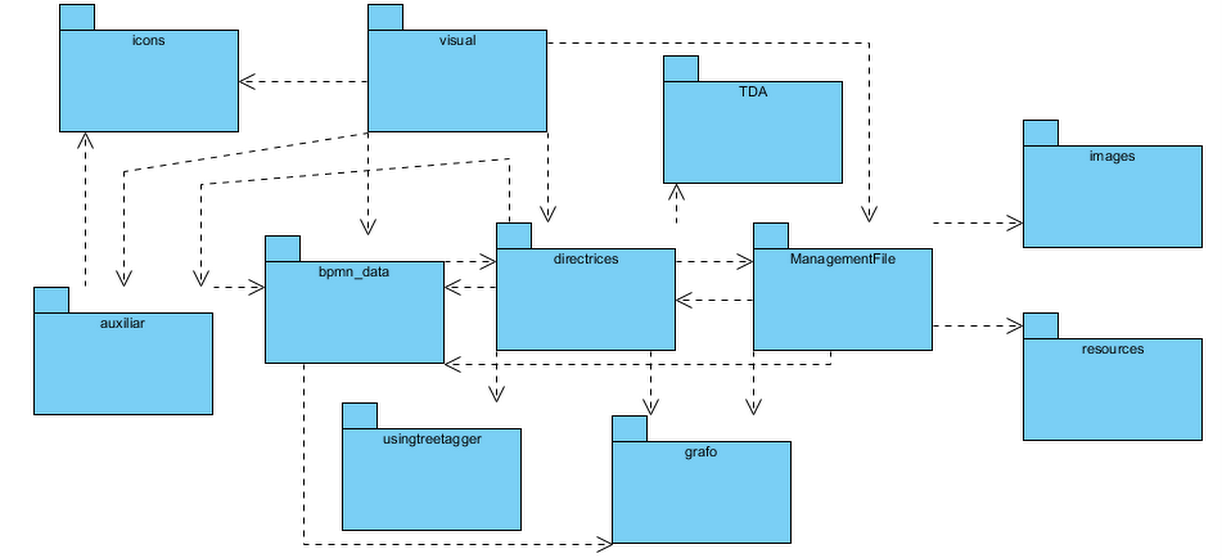 icons
visual
TDA
images
bpmn_data
directrices
ManagementFile
auxiliar
resources
usingtreetagger
grafo